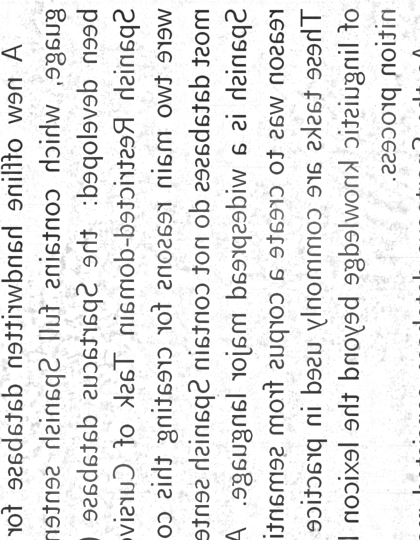 A new offline handwritten database for
guage, which contains full Spanish senten
been developed: the Spartacus database (
Spanish Restricted-domain Task of Cursive
were two main reasons for creating this co
most databases do not contain Spanish sente
Spanish is a widespread major language. A
reason was to create a corpus from semanti
These tasks are commonly used in practice
of linguistic knowledge beyond the lexicon l
nition process.